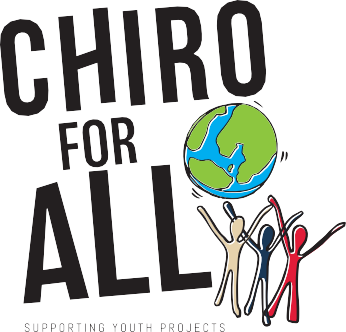 CHIRO
FOR
ALL
SUPPORTING YOUTH PROJECTS